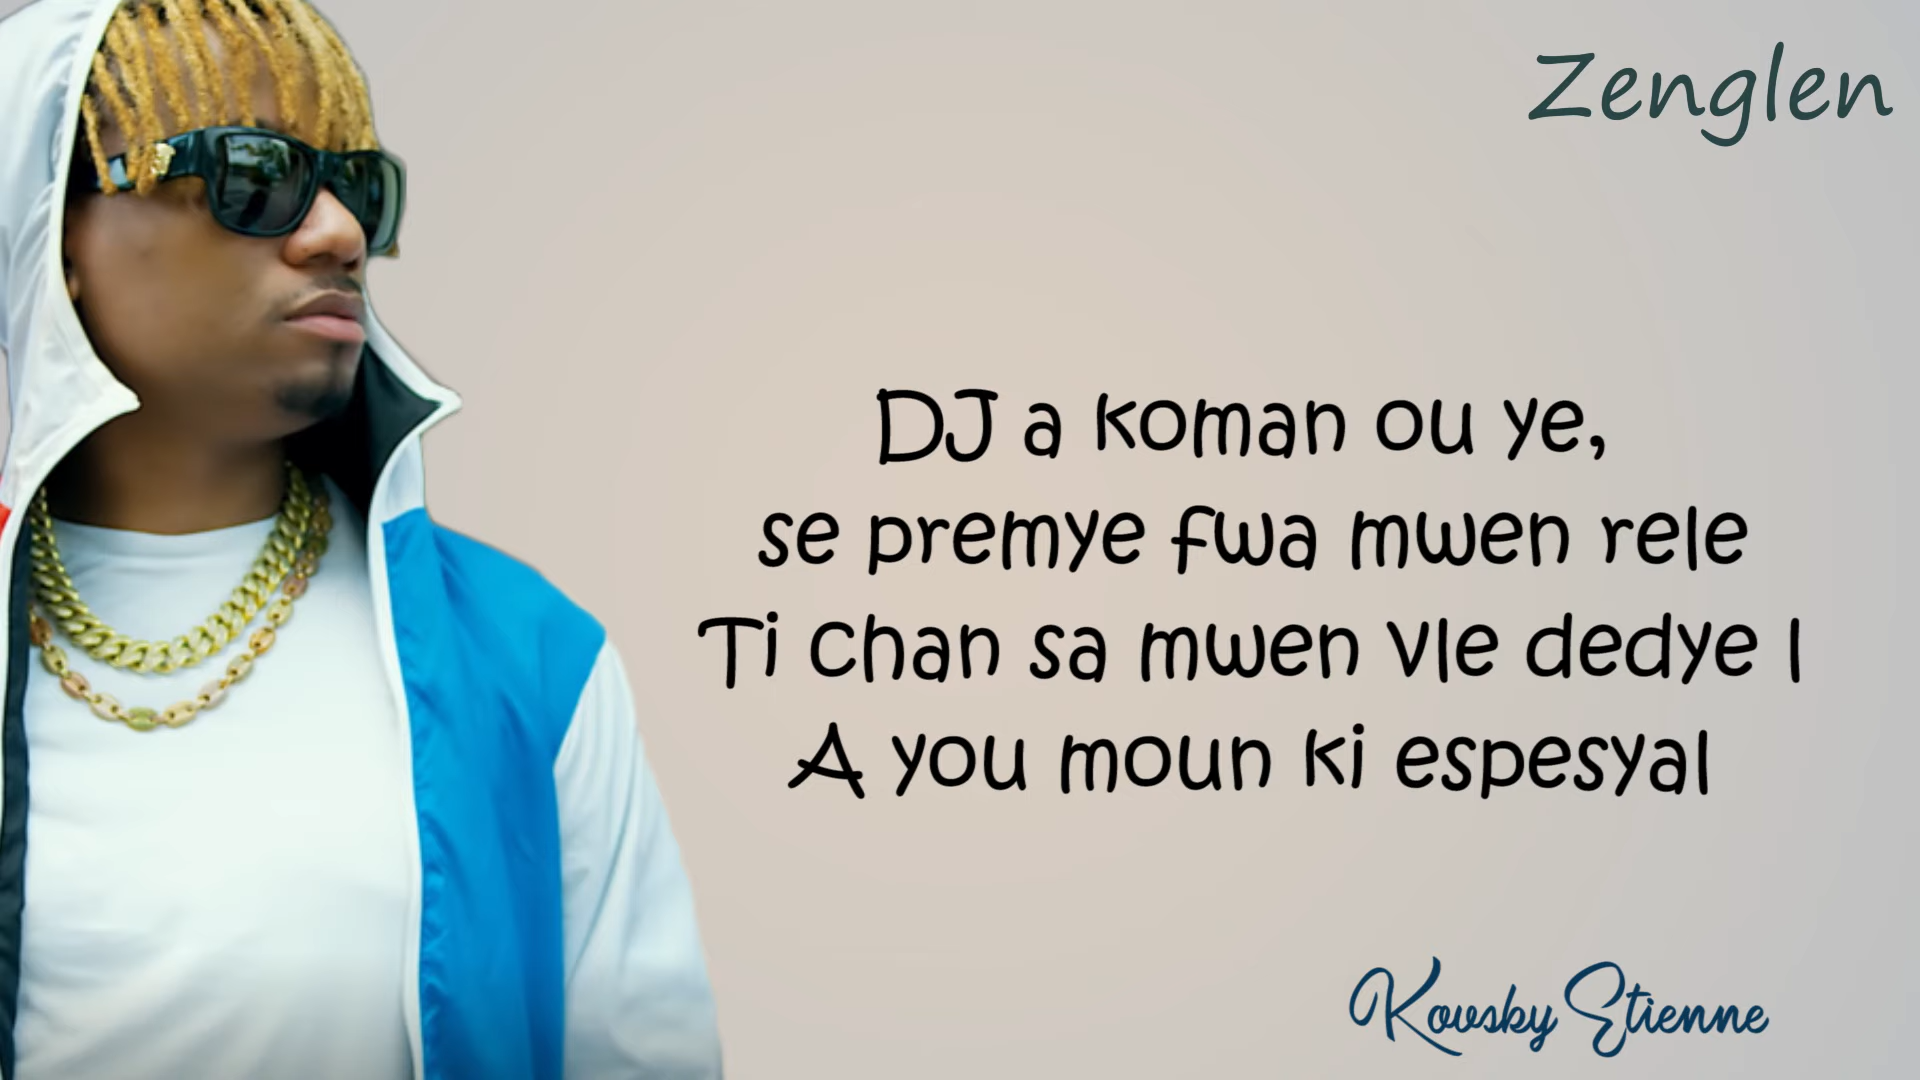 Zenglen
DJ a koman ou ye,
se premye fwa mwen rele
Ti chan sa mwen vle dedye l
A you moun ki espesyal
Kovsby Etienne